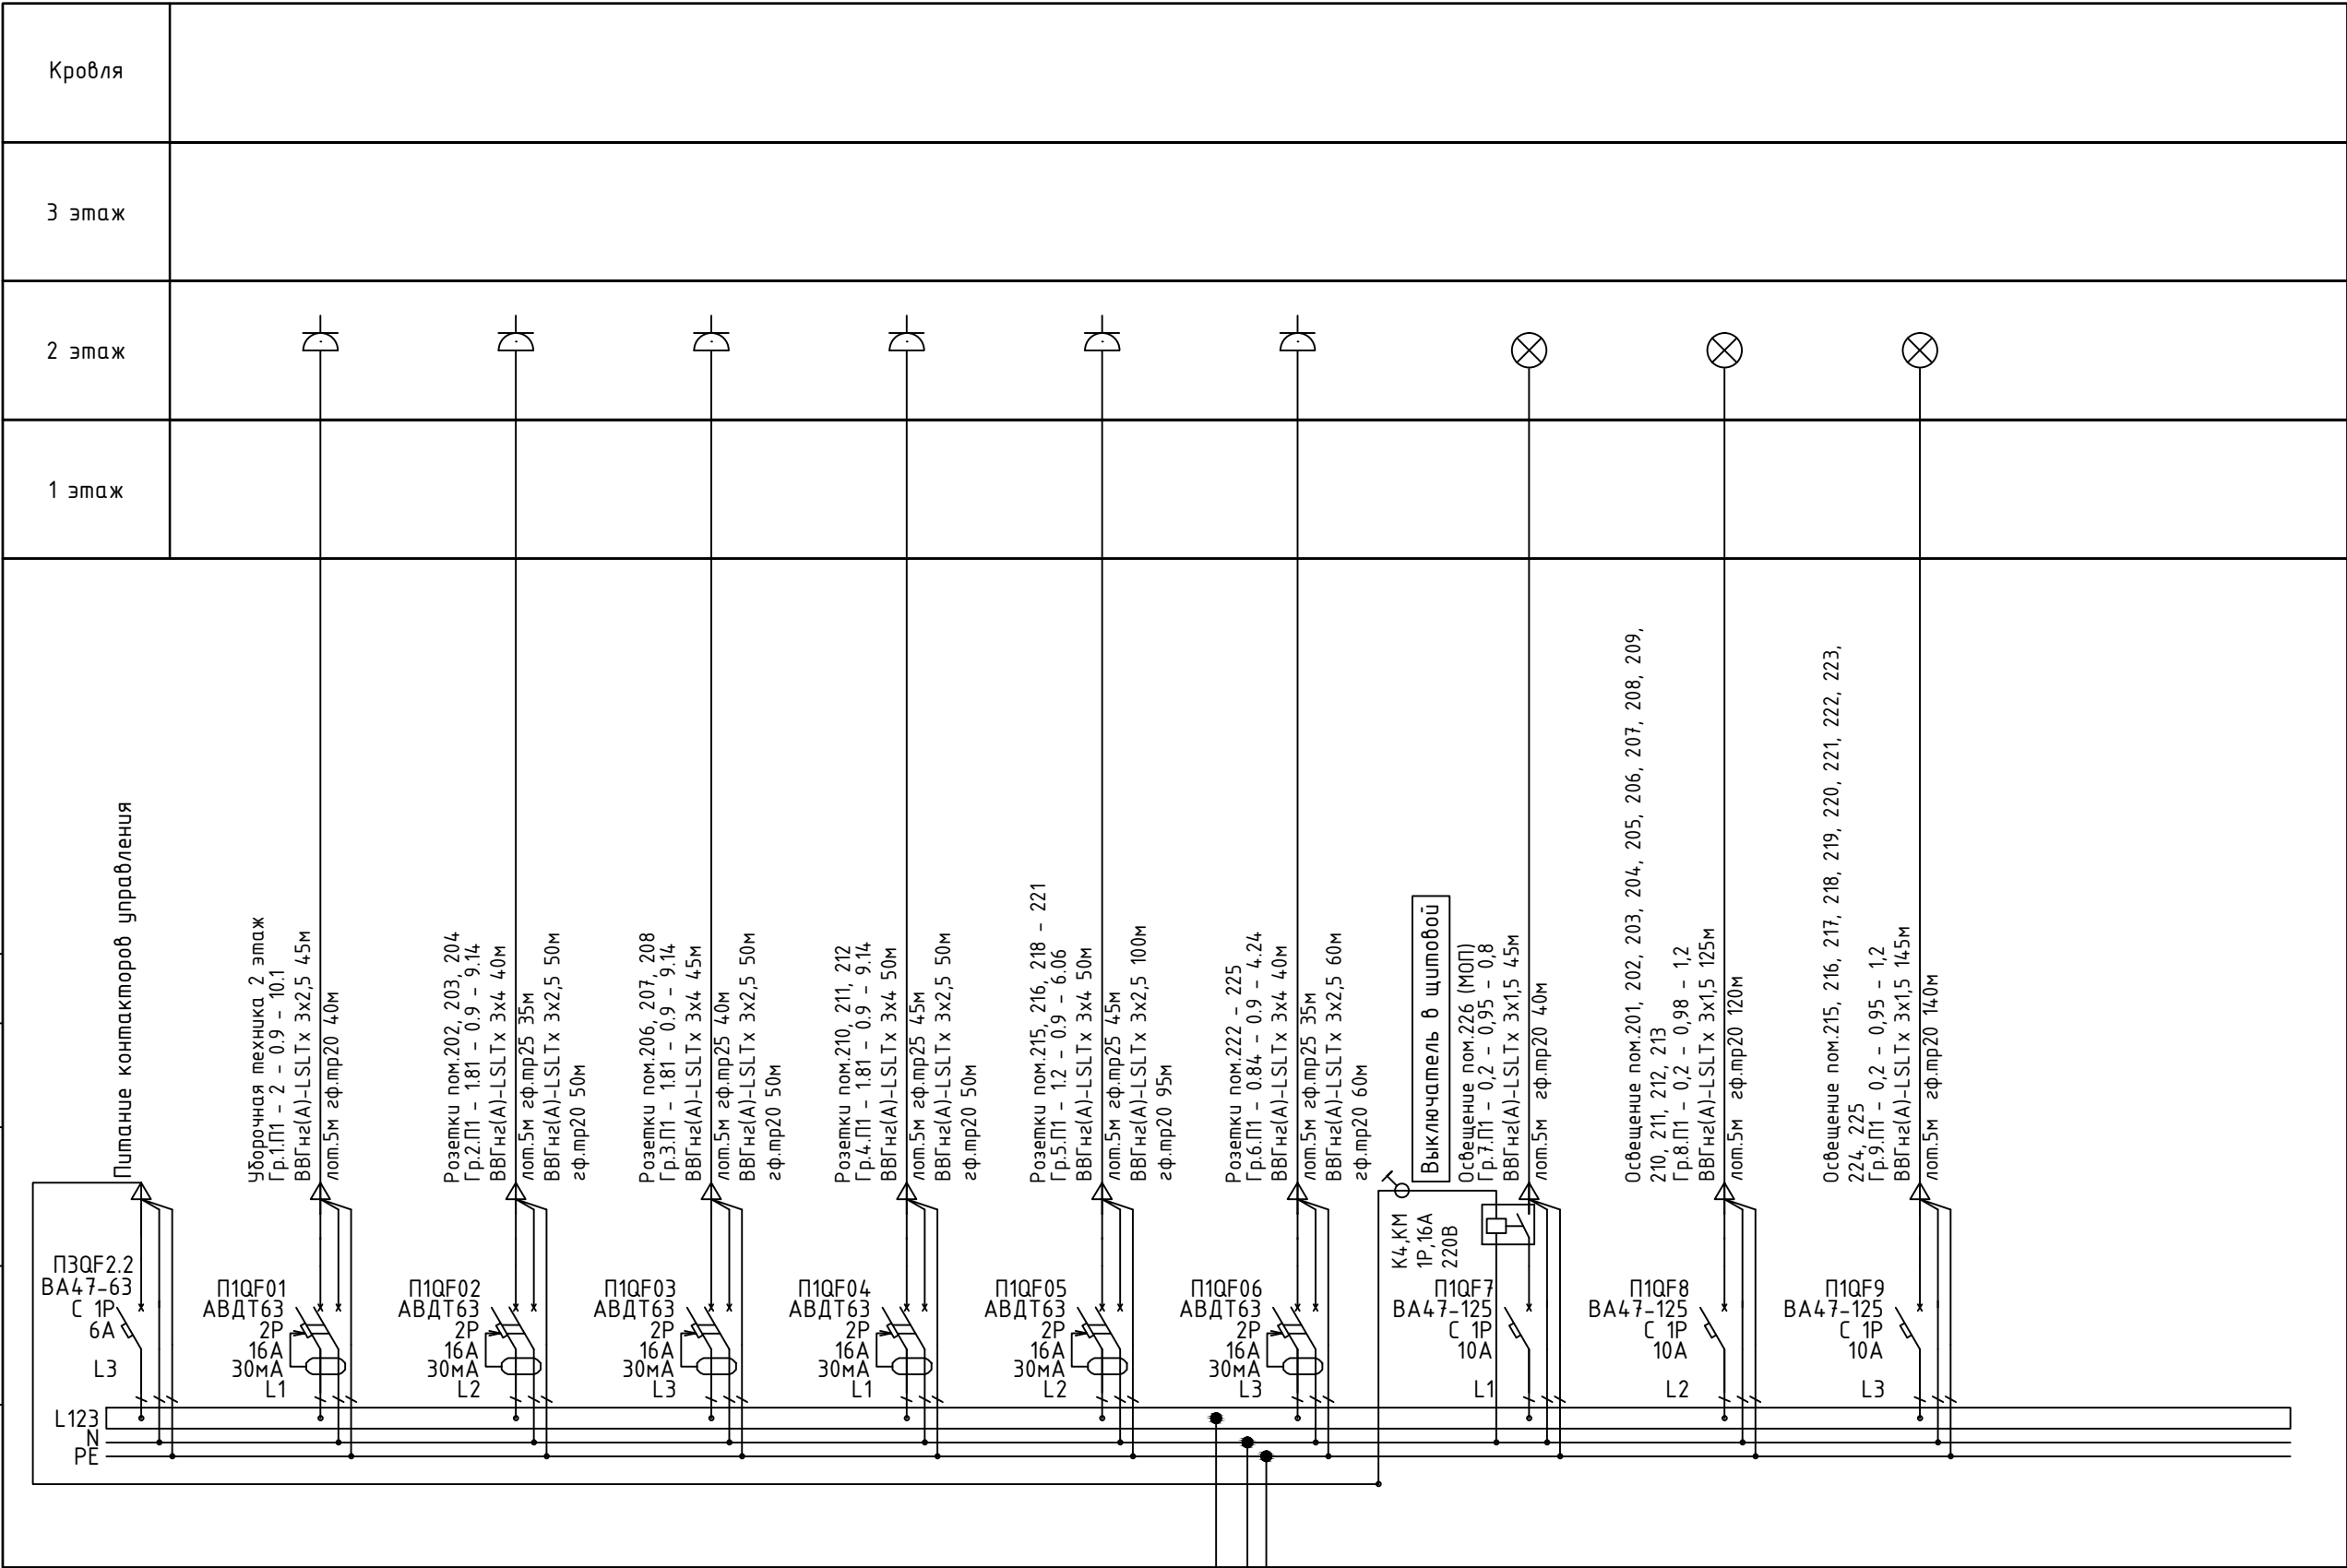 Кровля
3 этаж
2 этаж
1 этаж
Питание контакторов управления
П3QF2.2
ВА47-63
С 1Р
6А
L3
Уборочная техника 2 этаж
Гр.1.П1 - 2 - 0.9 - 10.1
ВВГнг(А)-LSLTx 3х2,5 45м
лот.5м гф.тр20 40м
П1QF01
АВДТ63
2Р
16А
30мА
L1
Розетки пом.202, 203, 204
Гр.2.П1 - 1.81 - 0.9 - 9.14
ВВГнг(А)-LSLTx 3х4 40м
лот.5м гф.тр25 35м
ВВГнг(А)-LSLTx 3х2,5 50м
гф.тр20 50м
П1QF02
АВДТ63
2Р
16А
30мА
L2
Розетки пом.206, 207, 208
Гр.3.П1 - 1.81 - 0.9 - 9.14
ВВГнг(А)-LSLTx 3х4 45м
лот.5м гф.тр25 40м
ВВГнг(А)-LSLTx 3х2,5 50м
гф.тр20 50м
П1QF03
АВДТ63
2Р
16А
30мА
L3
Розетки пом.210, 211, 212
Гр.4.П1 - 1.81 - 0.9 - 9.14
ВВГнг(А)-LSLTx 3х4 50м
лот.5м гф.тр25 45м
ВВГнг(А)-LSLTx 3х2,5 50м
гф.тр20 50м
П1QF04
АВДТ63
2Р
16А
30мА
L1
Розетки пом.215, 216, 218 - 221
Гр.5.П1 - 1.2 - 0.9 - 6.06
ВВГнг(А)-LSLTx 3х4 50м
лот.5м гф.тр25 45м
ВВГнг(А)-LSLTx 3х2,5 100м
гф.тр20 95м
П1QF05
АВДТ63
2Р
16А
30мА
L2
Розетки пом.222 - 225
Гр.6.П1 - 0.84 - 0.9 - 4.24
ВВГнг(А)-LSLTx 3х4 40м
лот.5м гф.тр25 35м
ВВГнг(А)-LSLTx 3х2,5 60м
гф.тр20 60м
П1QF06
АВДТ63
2Р
16А
30мА
L3
Выключатель в щитовой
К4,КМ
1Р,16А
220В
Освещение пом.226 (МОП)
Гр.7.П1 - 0,2 - 0,95 - 0,8
ВВГнг(А)-LSLTx 3х1,5 45м
лот.5м гф.тр20 40м
П1QF7
ВА47-125
С 1Р
10А
L1
Освещение пом.201, 202, 203, 204, 205, 206, 207, 208, 209,
210, 211, 212, 213
Гр.8.П1 - 0,2 - 0,98 - 1,2
ВВГнг(А)-LSLTx 3х1,5 125м
лот.5м гф.тр20 120м
П1QF8
ВА47-125
С 1Р
10А
L2
Освещение пом.215, 216, 217, 218, 219, 220, 221, 222, 223,
224, 225
Гр.9.П1 - 0,2 - 0,95 - 1,2
ВВГнг(А)-LSLTx 3х1,5 145м
лот.5м гф.тр20 140м
П1QF9
ВА47-125
С 1Р
10А
L3
L123
N
PE